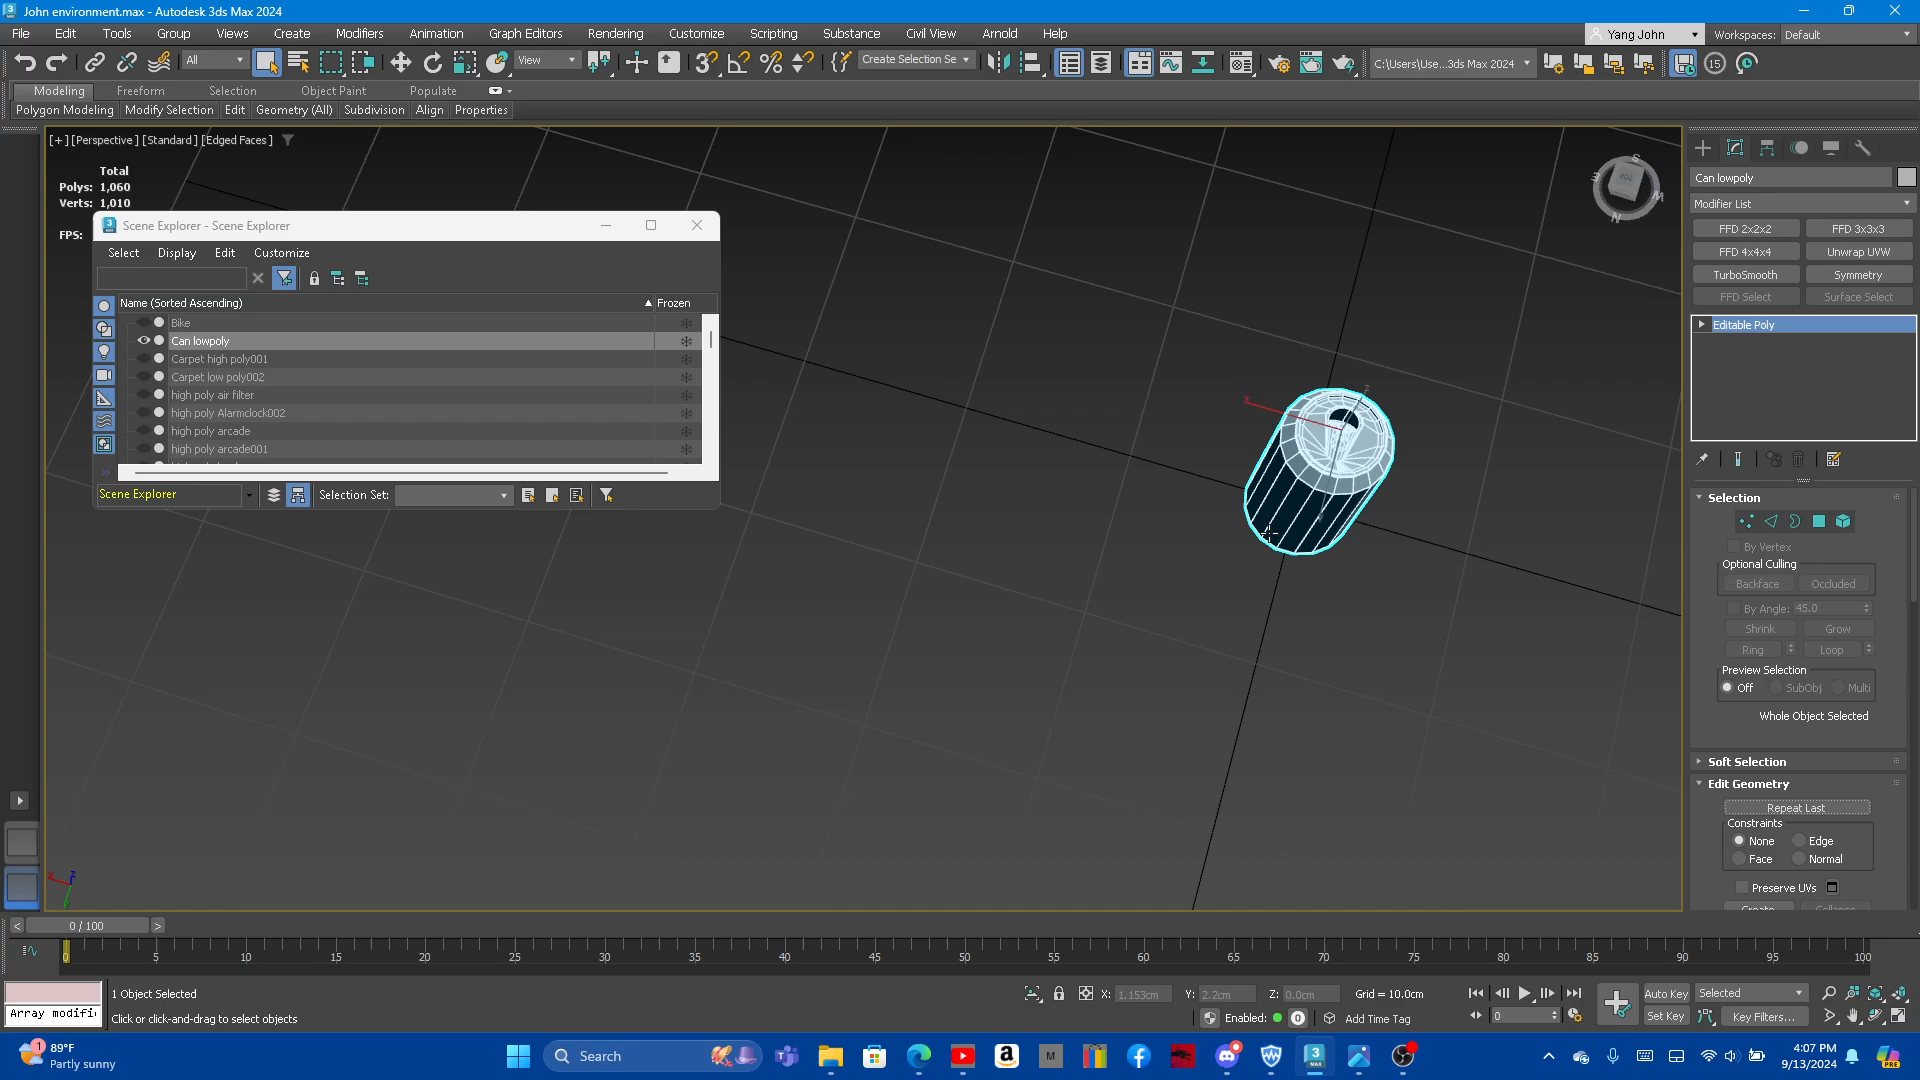 John environment.max - Autodesk 3ds Max 2024
File Edit Tools Group Views Create Modifiers Animation Graph Editors Rendering Customize Scripting Substance Civil View Arnold Help
Yang John Workspaces: Default
All View Create Selection Se C:\Users\Use...3ds Max 2024 15
Modeling Freeform Selection Object Paint Populate
Polygon Modeling Modify Selection Edit Geometry (All) Subdivision Align Properties
[+] [Perspective ] [Standard ] [Edged Faces ]
Total
Polys: 1,060
Verts: 1,010
FPS:
Scene Explorer - Scene Explorer
Select Display Edit Customize
Name (Sorted Ascending) Frozen
Bike
Can lowpoly
Carpet high poly001
Carpet low poly002
high poly air filter
high poly Alarmclock002
high poly arcade
high poly arcade001
Scene Explorer Selection Set:
Can lowpoly
Modifier List
FFD 2x2x2 FFD 3x3x3
FFD 4x4x4 Unwrap UVW
TurboSmooth Symmetry
FFD Select Surface Select
Editable Poly
Selection
By Vertex
Optional Culling
Backface Occluded
By Angle: 45.0
Shrink Grow
Ring Loop
Preview Selection
Off SubObj Multi
Whole Object Selected
Soft Selection
Edit Geometry
Repeat Last
Constraints
None Edge
Face Normal
Preserve UVs
Create Collapse
0 / 100
0 5 10 15 20 25 30 35 40 45 50 55 60 65 70 75 80 85 90 95 100
1 Object Selected
X: 1.153cm Y: 2.2cm Z: 0.0cm Grid = 10.0cm
Auto Key Selected
Array modifi
Click or click-and-drag to select objects
Enabled: 0 Add Time Tag
0
Set Key Key Filters...
1
89°F
Partly sunny
Search
4:07 PM
9/13/2024